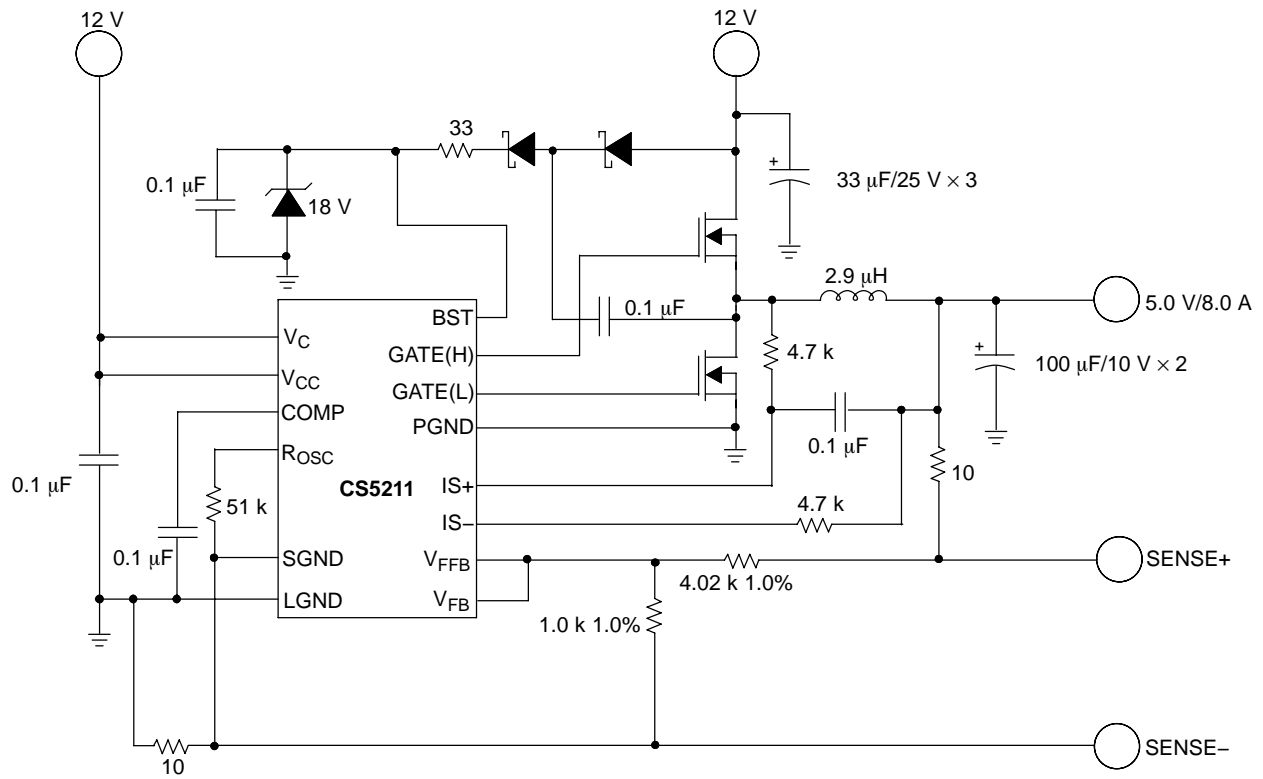 12 V
12 V
33
0.1 μF
18 V
+
33 μF/25 V × 3
2.9 μH
5.0 V/8.0 A
BST
0.1 μF
VC
GATE(H)
4.7 k
+
100 μF/10 V × 2
VCC
GATE(L)
COMP
PGND
ROSC
0.1 μF
10
0.1 μF
CS5211
IS+
51 k
4.7 k
IS−
0.1 μF
SGND
VFFB
SENSE+
4.02 k 1.0%
LGND
VFB
1.0 k 1.0%
SENSE−
10